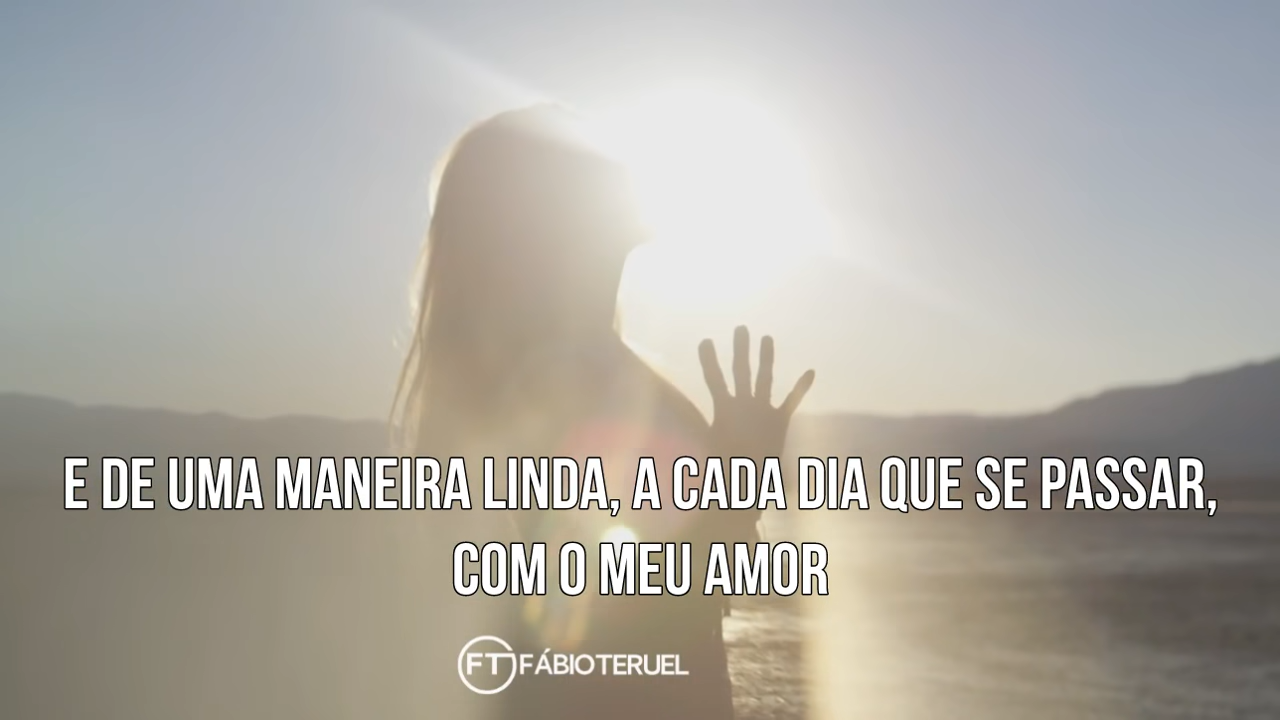 E DE UMA MANEIRA LINDA, A CADA DIA QUE SE PASSAR,
COM O MEU AMOR
FT FÁBIOTERUEL